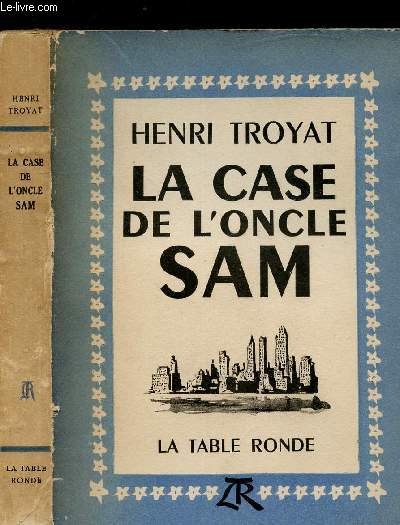 Le-livre.com
HENRI
TROYAT
LA CASE
DE
L'ONCLE
SAM
TR
LA TABLE
RONDE
HENRI TROYAT
LA CASE
DE L'ONCLE
SAM
LA TABLE RONDE
TR